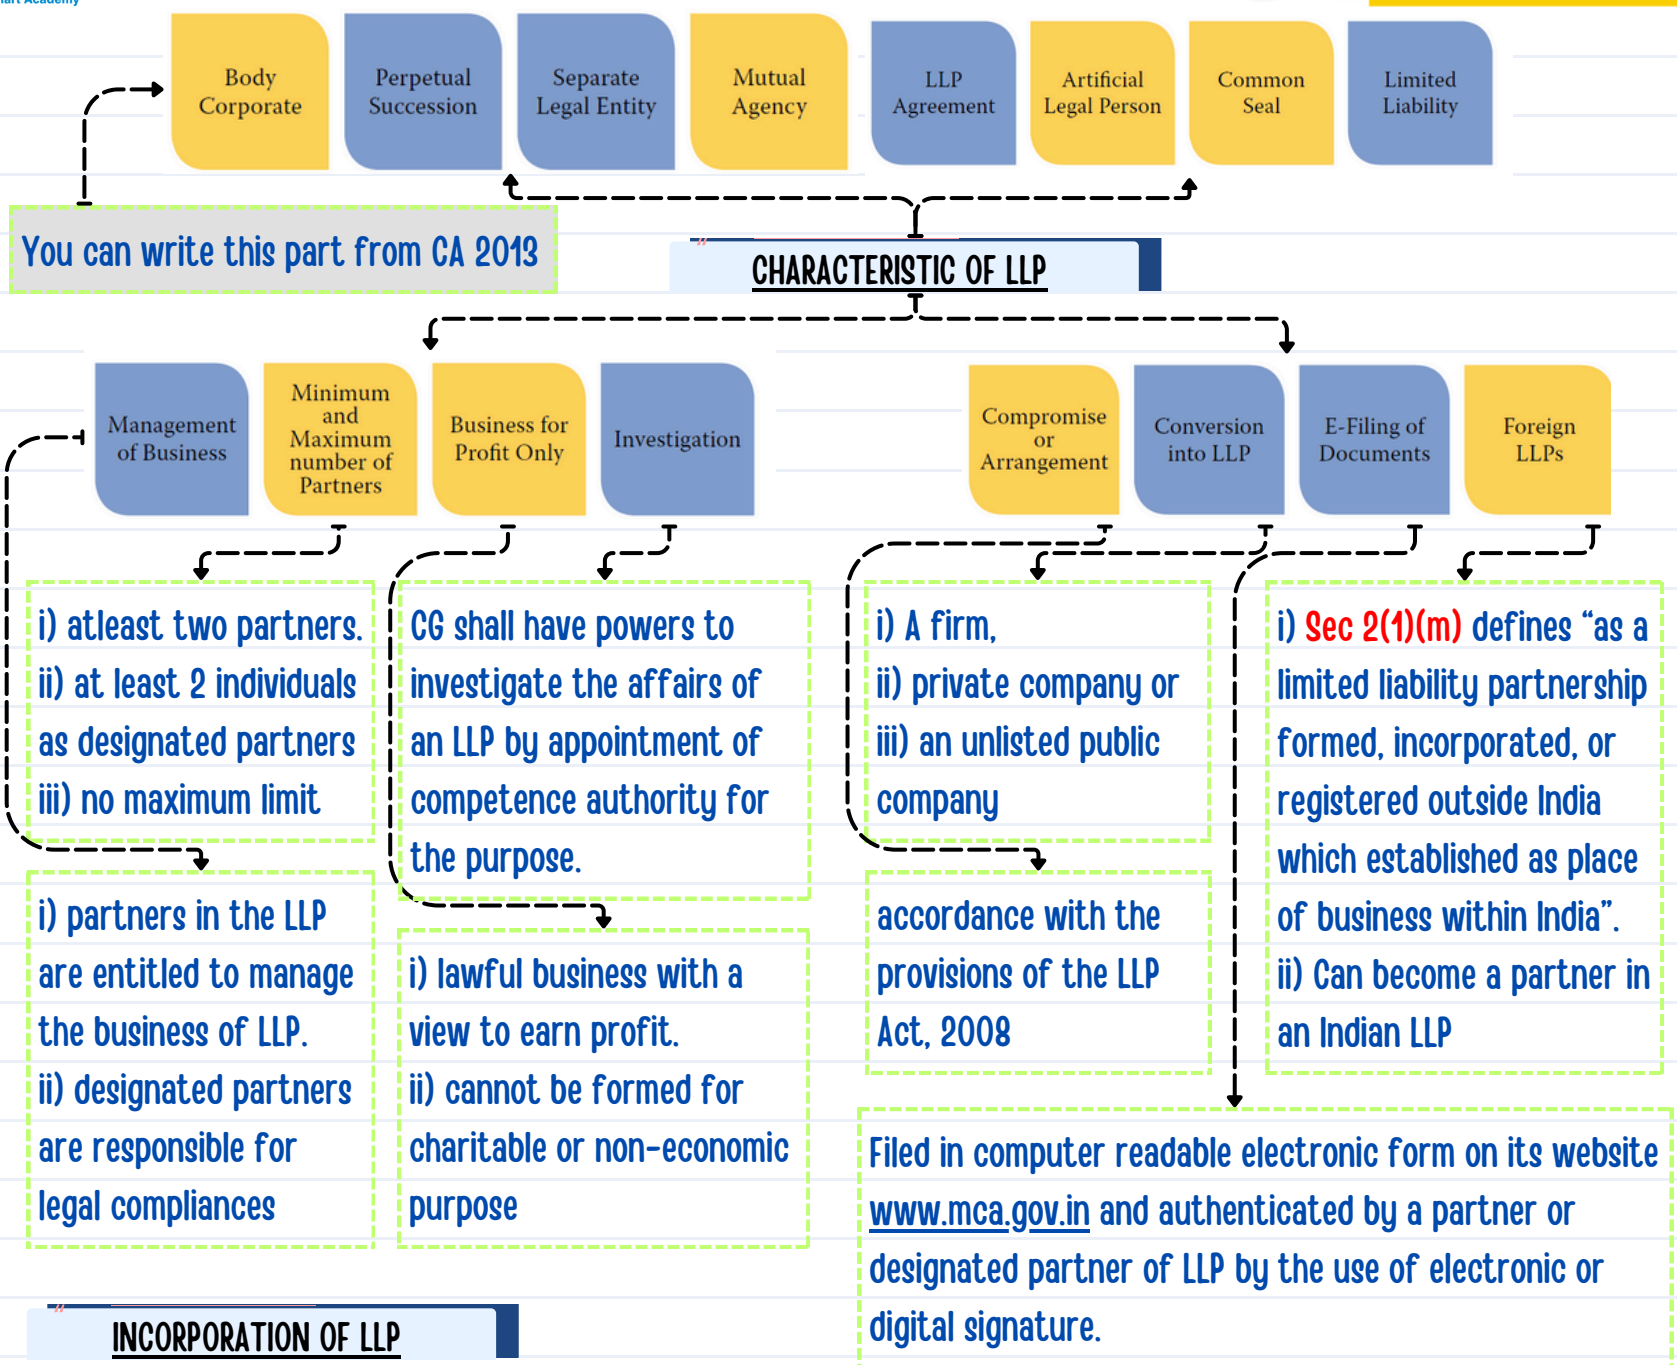 mart Academy
Body
Corporate
Perpetual
Succession
Separate
Legal Entity
Mutual
Agency
LLP
Agreement
Artificial
Legal Person
Common
Seal
Limited
Liability
You can write this part from CA 2013
CHARACTERISTIC OF LLP
Management
of Business
Minimum
and
Maximum
number of
Partners
Business for
Profit Only
Investigation
Compromise
or
Arrangement
Conversion
into LLP
E-Filing of
Documents
Foreign
LLPs
i) atleast two partners.
ii) at least 2 individuals
as designated partners
iii) no maximum limit
i) partners in the LLP
are entitled to manage
the business of LLP.
ii) designated partners
are responsible for
legal compliances
CG shall have powers to
investigate the affairs of
an LLP by appointment of
competence authority for
the purpose.
i) lawful business with a
view to earn profit.
ii) cannot be formed for
charitable or non-economic
purpose
i) A firm,
ii) private company or
iii) an unlisted public
company
accordance with the
provisions of the LLP
Act, 2008
i) Sec 2(1)(m) defines “as a
limited liability partnership
formed, incorporated, or
registered outside India
which established as place
of business within India”.
ii) Can become a partner in
an Indian LLP
Filed in computer readable electronic form on its website
www.mca.gov.in and authenticated by a partner or
designated partner of LLP by the use of electronic or
digital signature.
INCORPORATION OF LLP